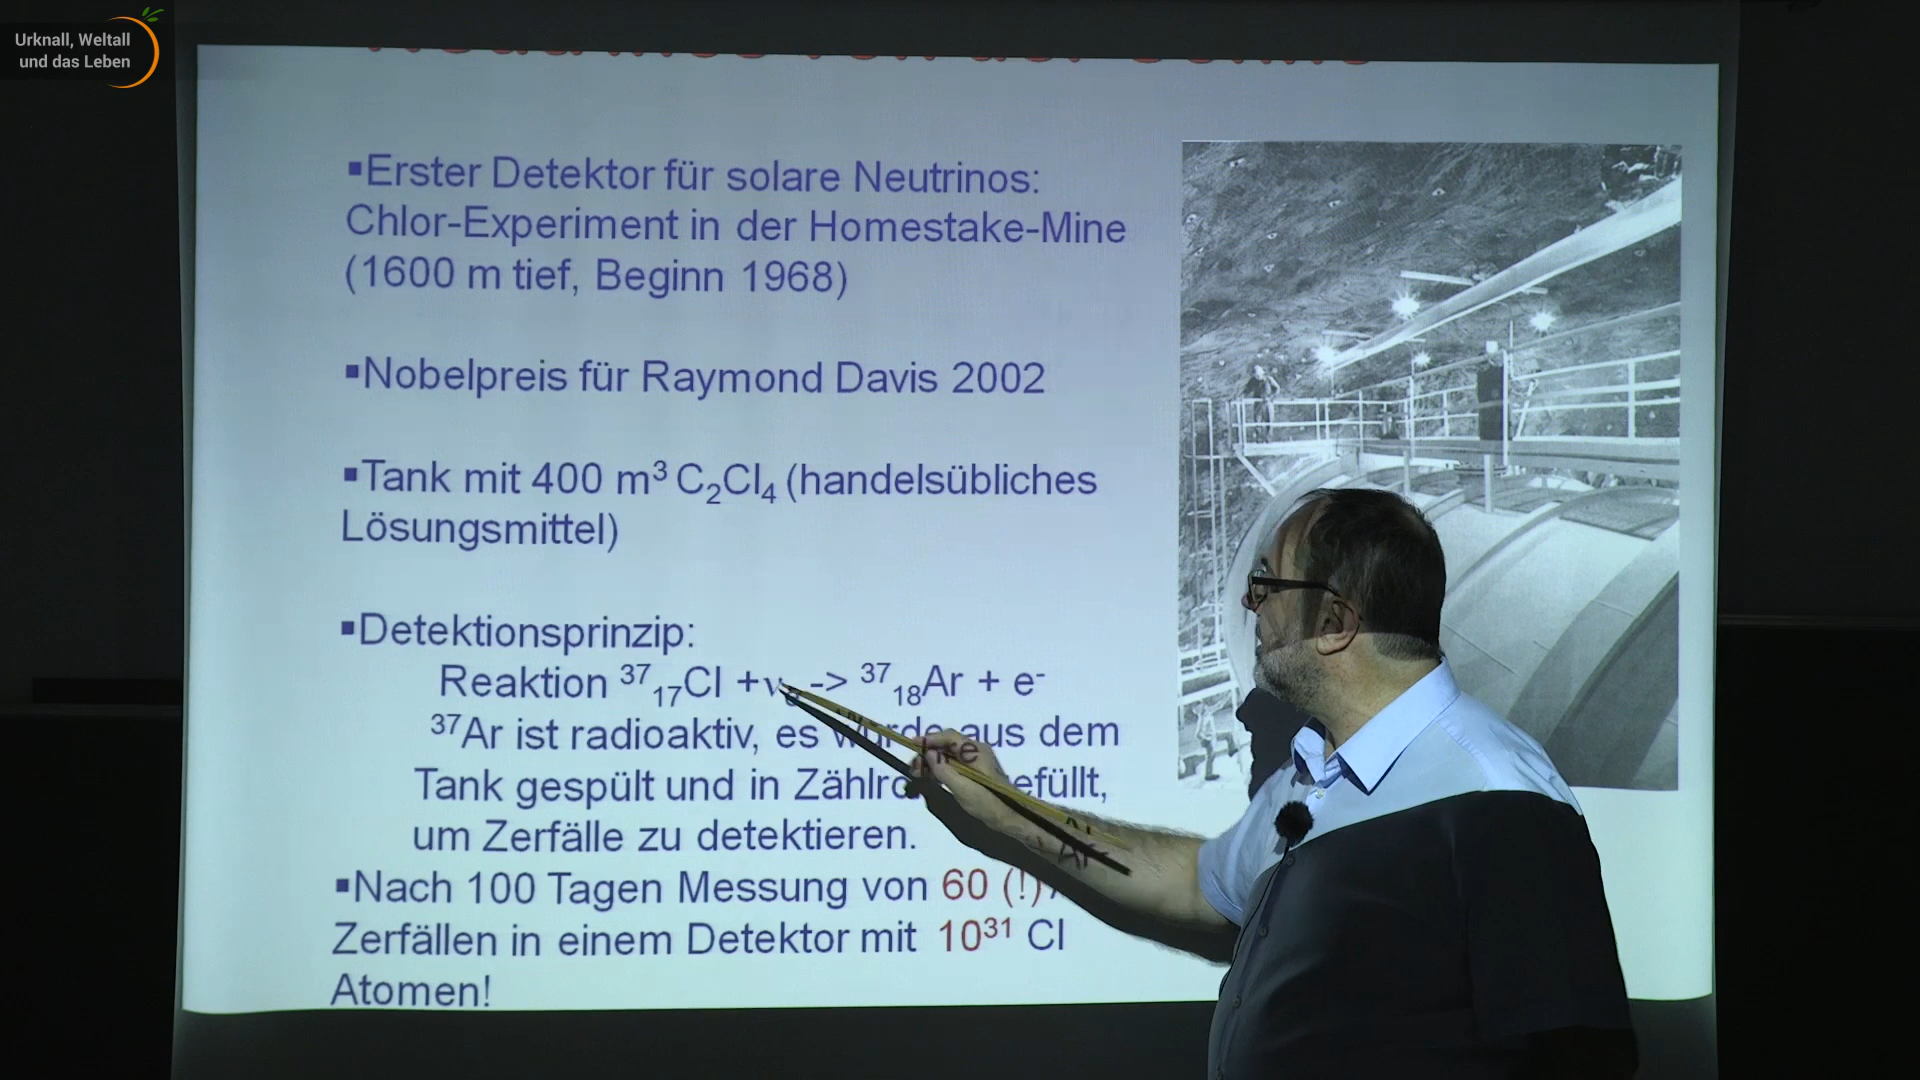 Urknall, Weltall
und das Leben
▪Erster Detektor für solare Neutrinos:
Chlor-Experiment in der Homestake-Mine
(1600 m tief, Beginn 1968)
▪Nobelpreis für Raymond Davis 2002
▪Tank mit 400 m³ C₂Cl₄ (handelsübliches
Lösungsmittel)
▪Detektionsprinzip:
Reaktion ³⁷₁₇Cl +νₑ -> ³⁷₁₈Ar + e⁻
³⁷Ar ist radioaktiv, es wurde aus dem
Tank gespült und in
um Zerfälle zu detektieren.
▪Nach 100 Tagen Messung von 60 (!)
Zerfällen in einem Detektor mit 10³¹ Cl
Atomen!